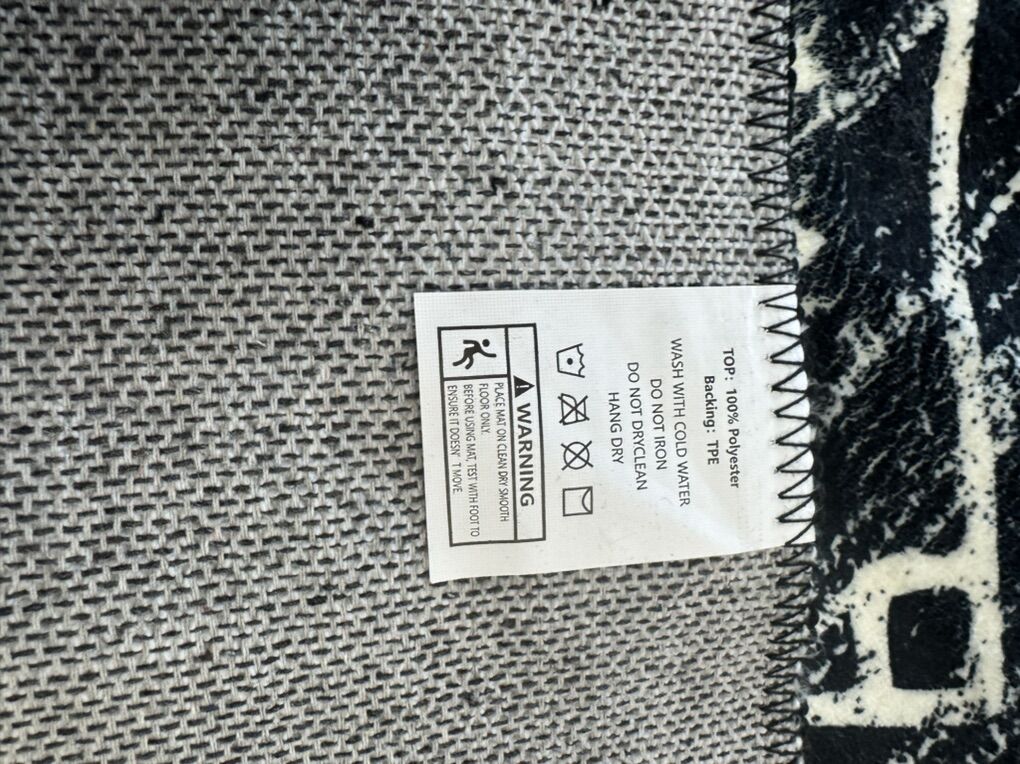 TOP: 100% Polyester
Backing: TPE
WASH WITH COLD WATER
DO NOT IRON
DO NOT DRYCLEAN
HANG DRY
WARNING
PLACE MAT ON CLEAN DRY SMOOTH
FLOOR ONLY.
BEFORE USING MAT, TEST WITH FOOT TO
ENSURE IT DOESN' T MOVE